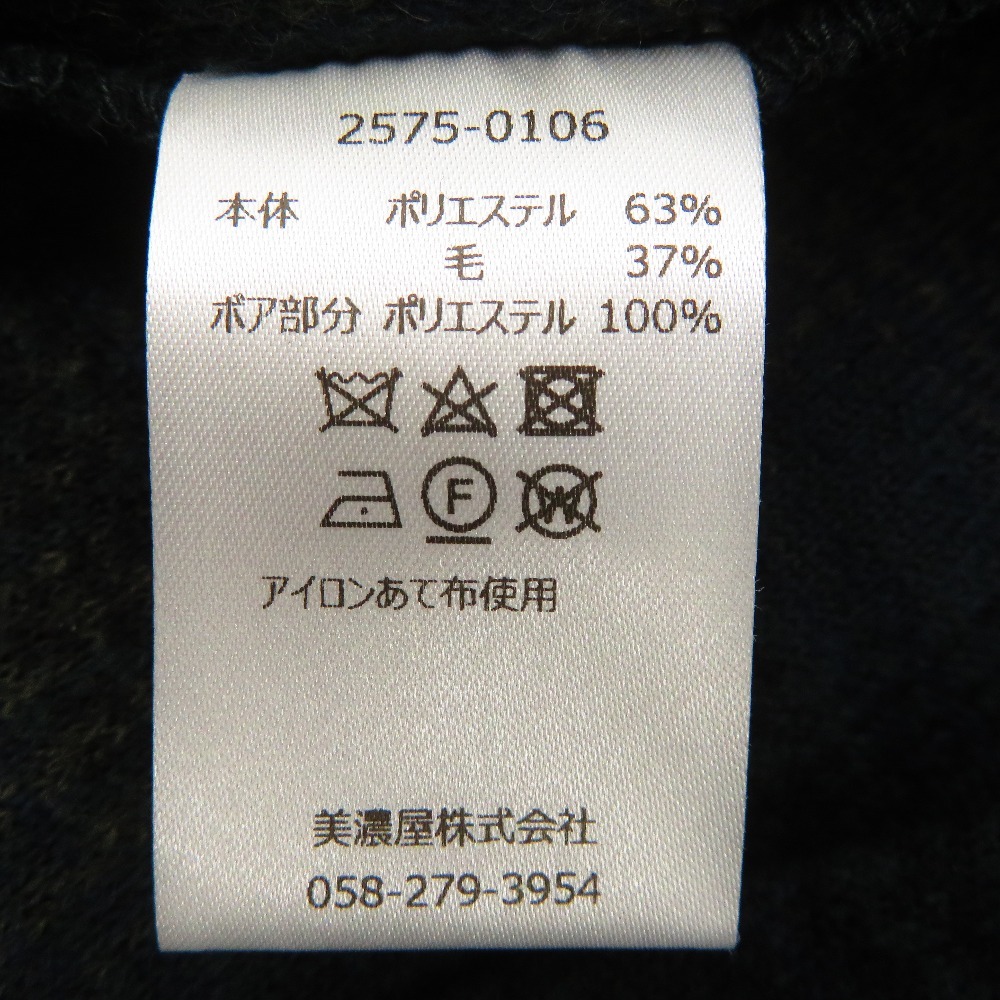 2575-0106
本体 ポリエステル 63%
毛 37%
ボア部分 ポリエステル 100%
F W
アイロンあて布使用
美濃屋株式会社
058-279-3954